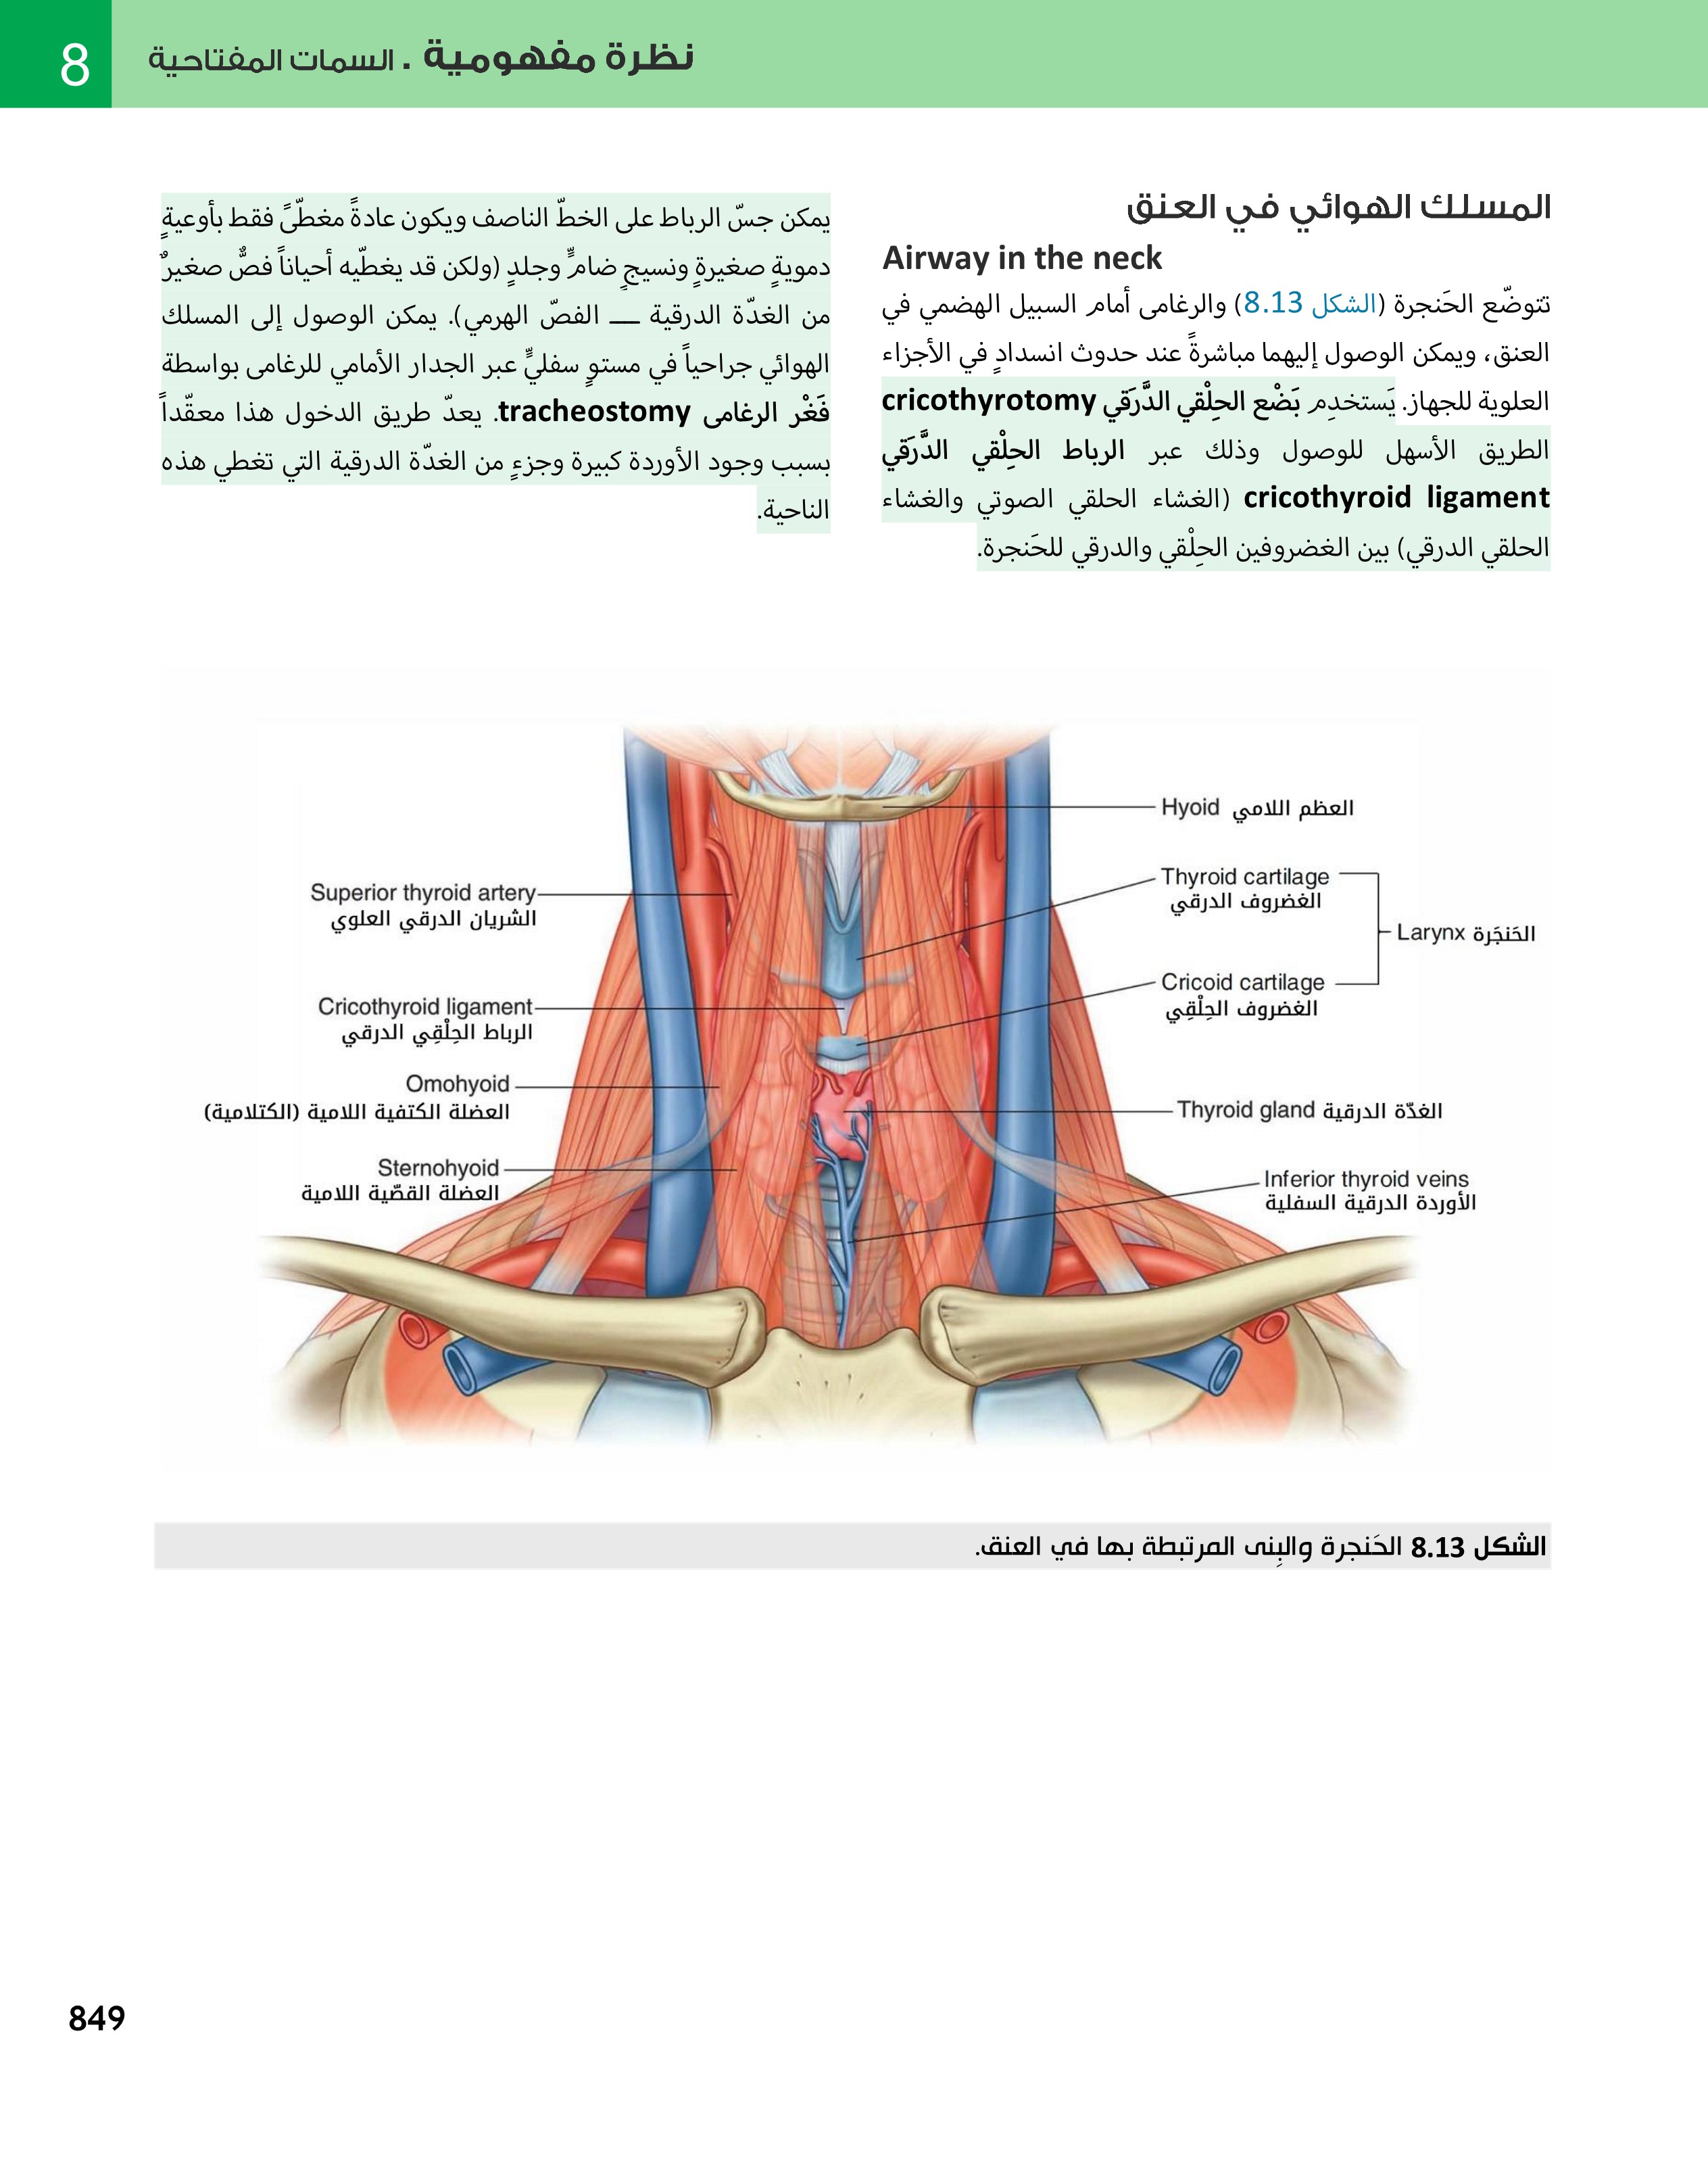 8
نظرة مفهومية . السمات المفتاحية
المسلك الهوائي في العنق
Airway in the neck
تتوضّع الحَنجرة (الشكل 8.13) والرغامى أمام السبيل الهضمي في
العنق، ويمكن الوصول إليهما مباشرةً عند حدوث انسدادٍ في الأجزاء
العلوية للجهاز. يَستخدِم بَضْع الحِلْقي الدَّرَقي cricothyrotomy
الطريق الأسهل للوصول وذلك عبر الرباط الحِلْقي الدَّرَقي
cricothyroid ligament (الغشاء الحلقي الصوتي والغشاء
الحلقي الدرقي) بين الغضروفين الحِلْقي والدرقي للحَنجرة.
يمكن جسّ الرباط على الخطّ الناصف ويكون عادةً مغطّىً فقط بأوعيةٍ
دمويةٍ صغيرةٍ ونسيجٍ ضامٍّ وجلدٍ (ولكن قد يغطّيه أحياناً فصٌّ صغيرٌ
من الغدّة الدرقية ــــ الفصّ الهرمي). يمكن الوصول إلى المسلك
الهوائي جراحياً في مستوٍ سفليٍّ عبر الجدار الأمامي للرغامى بواسطة
فَغْر الرغامى tracheostomy. يعدّ طريق الدخول هذا معقّداً
بسبب وجود الأوردة كبيرة وجزءٍ من الغدّة الدرقية التي تغطي هذه
الناحية.
Hyoid العظم اللامي
Thyroid cartilage
الغضروف الدرقي
Larynx الحَنجَرة
Cricoid cartilage
الغضروف الحِلْقِي
Thyroid gland الغدّة الدرقية
Inferior thyroid veins
الأوردة الدرقية السفلية
Superior thyroid artery
الشريان الدرقي العلوي
Cricothyroid ligament
الرباط الحِلْقِي الدرقي
Omohyoid
العضلة الكتفية اللامية (الكتلامية)
Sternohyoid
العضلة القصّية اللامية
الشكل 8.13 الحَنجرة والبِنى المرتبطة بها في العنق.
849